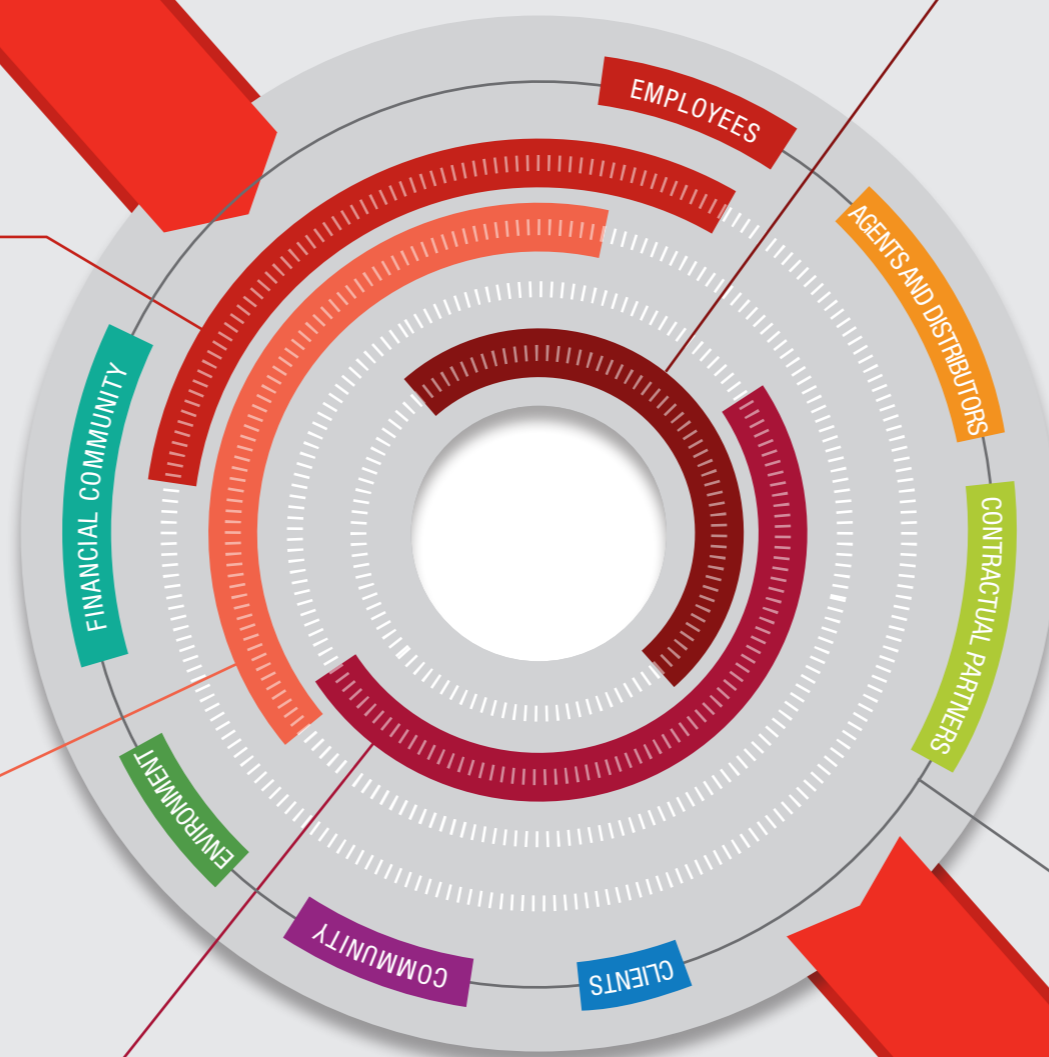 EMPLOYEES
AGENTS AND DISTRIBUTORS
CONTRACTUAL PARTNERS
CLIENTS
COMMUNITY
ENVIRONMENT
FINANCIAL COMMUNITY